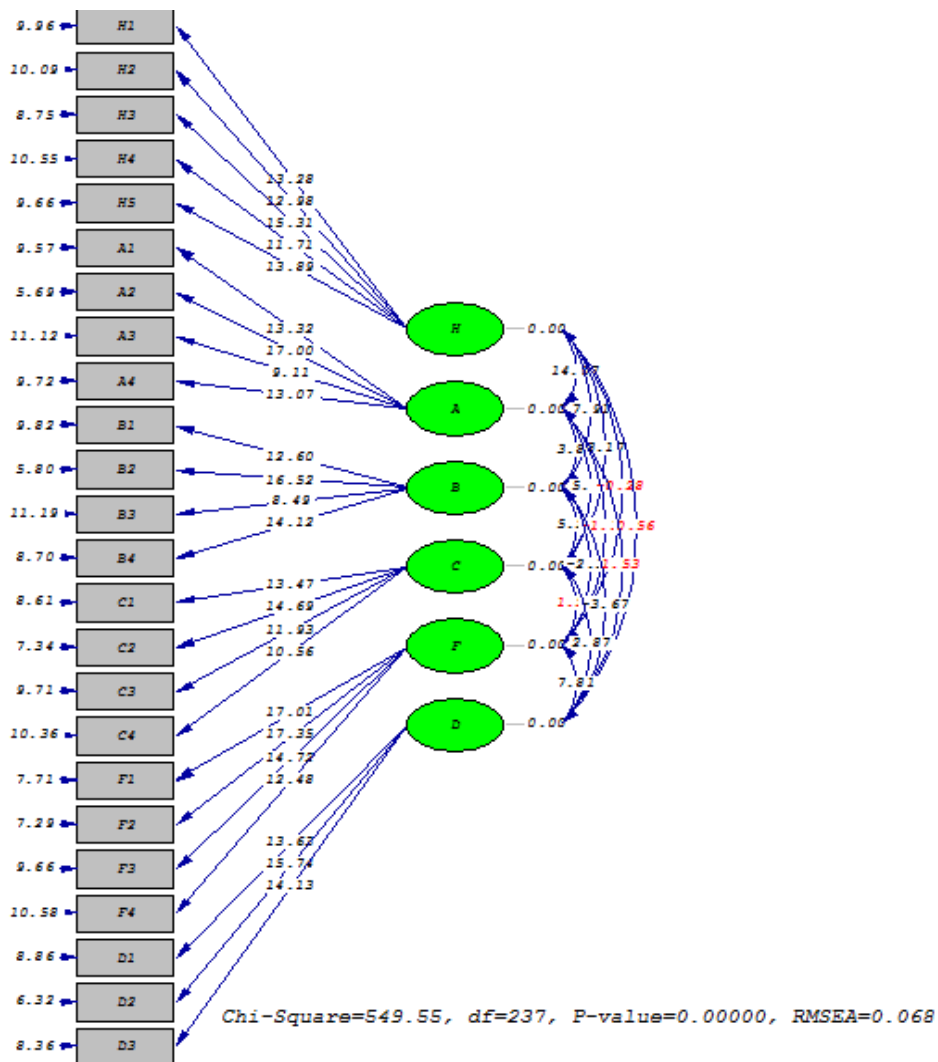 9.96 H1
10.09 H2
8.75 H3
10.55 H4
9.66 H5
9.57 A1
5.69 A2
11.12 A3
9.72 A4
9.82 B1
5.80 B2
11.19 B3
8.70 B4
8.61 C1
7.34 C2
9.71 C3
10.36 C4
7.71 F1
7.29 F2
9.66 F3
10.58 F4
8.86 D1
6.32 D2
8.36 D3
13.28
12.98
15.31
11.71
13.89
13.32
17.00
9.11
13.07
12.60
16.52
8.49
14.12
13.47
14.69
11.93
10.56
17.01
17.35
14.72
12.48
13.62
15.74
14.13
H 0.00
A 0.00
B 0.00
C 0.00
F 0.00
D 0.00
-3.67
2.87
7.81
Chi-Square=549.55, df=237, P-value=0.00000, RMSEA=0.068